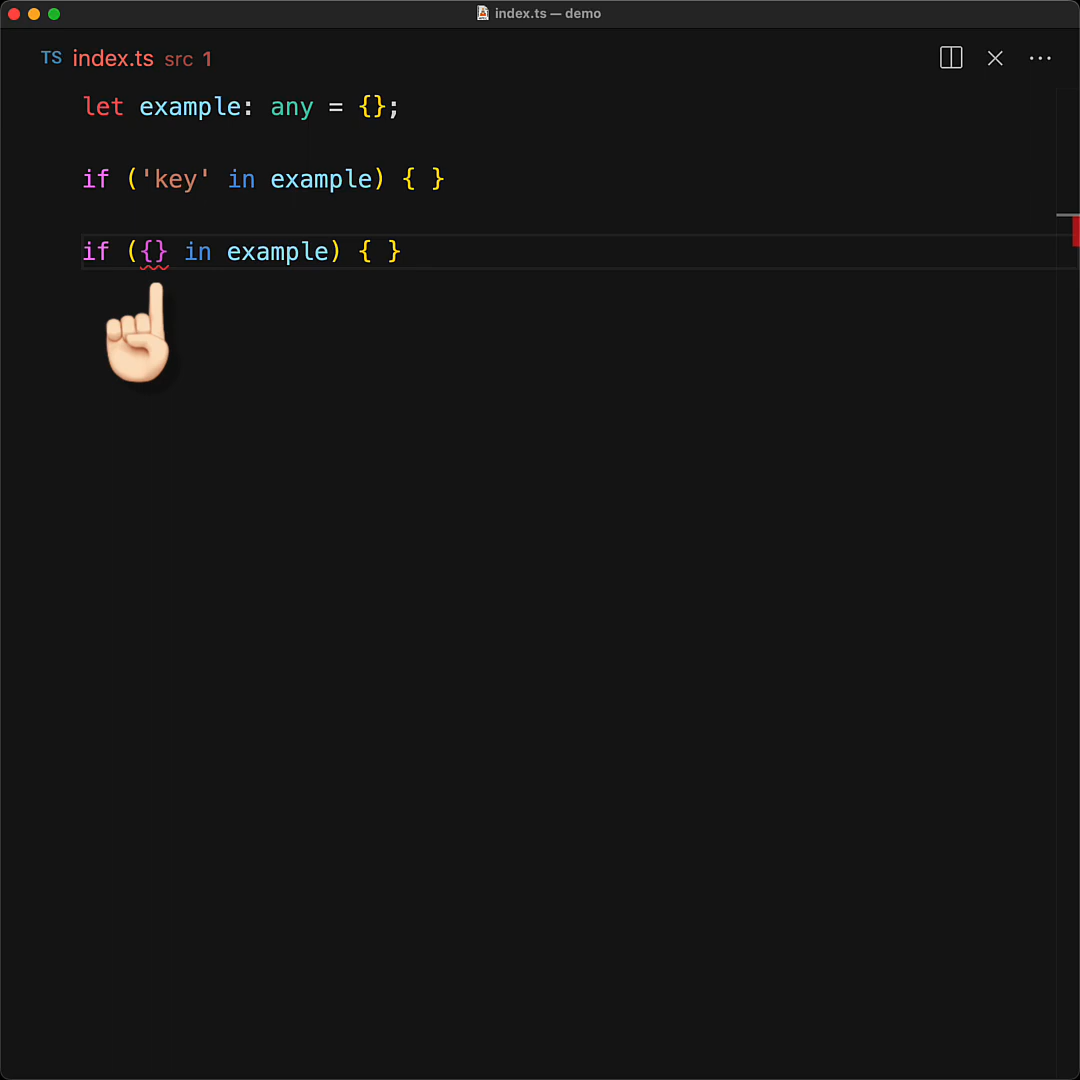 index.ts — demo
TS index.ts src 1
let example: any = {};
if ('key' in example) { }
if ({} in example) { }